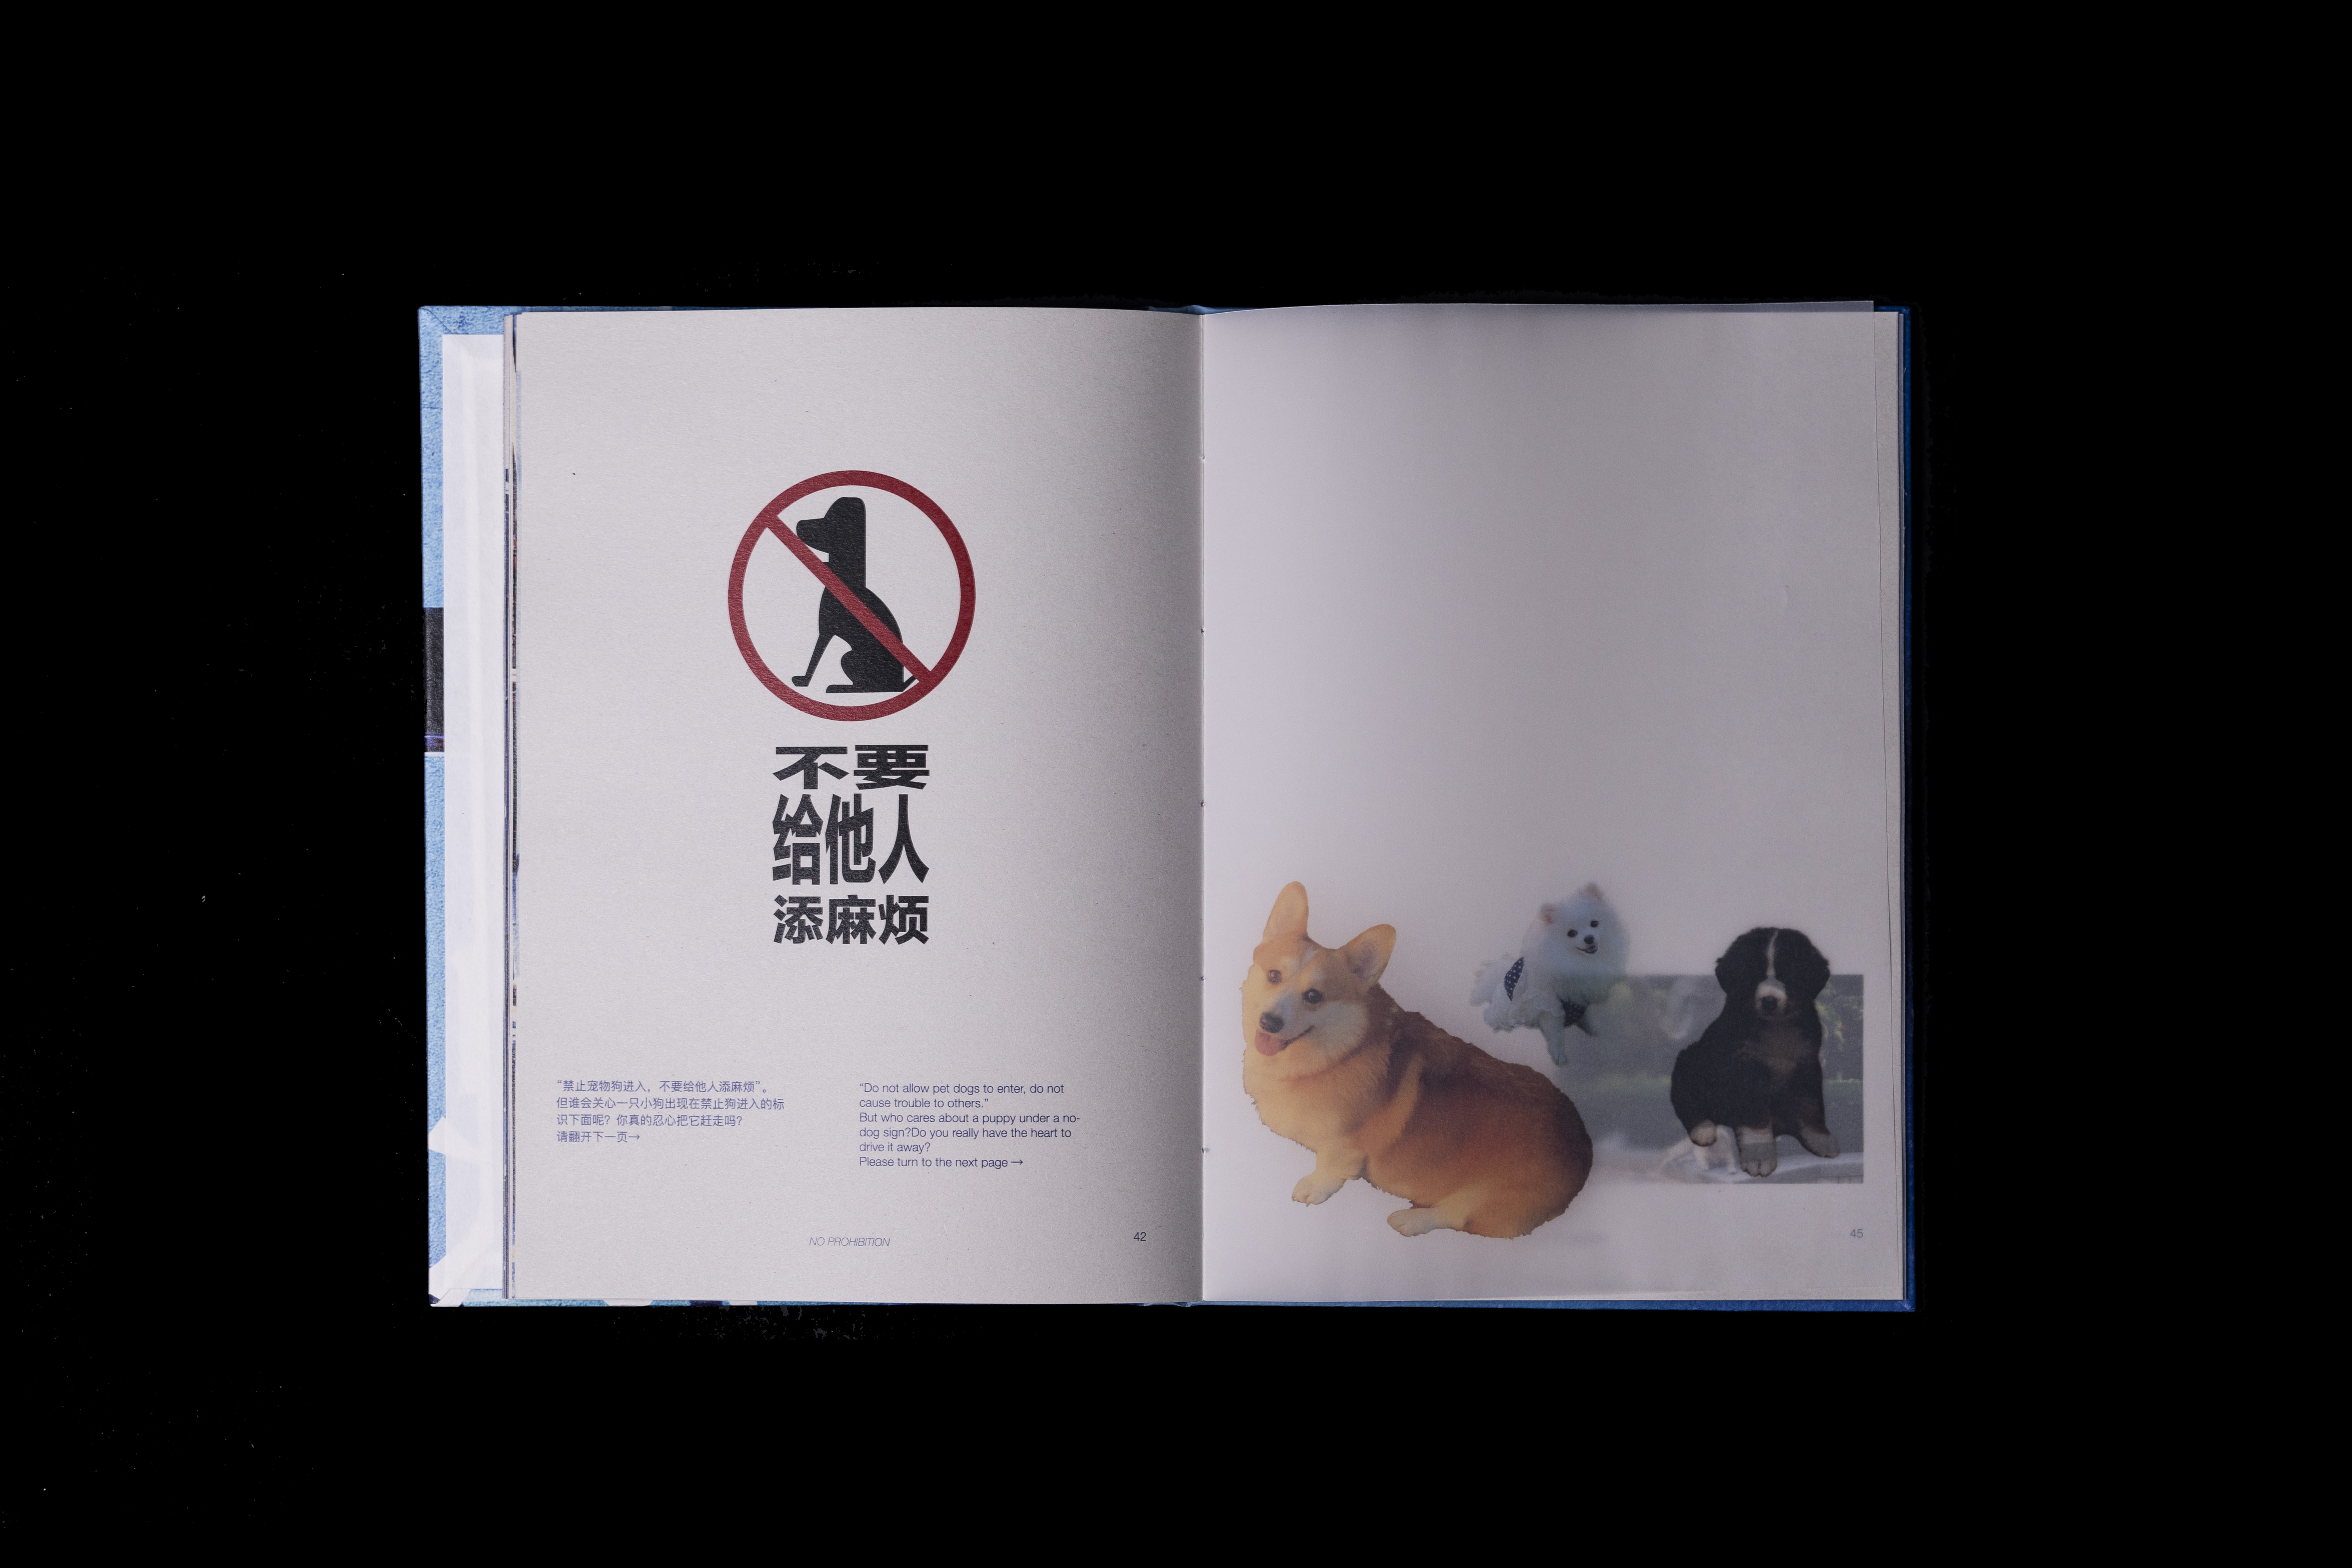 不要
给他人
添麻烦
“禁止宠物狗进入，不要给他人添麻烦”。
但谁会关心一只小狗出现在禁止狗进入的标
识下面呢？你真的忍心把它赶走吗？
请翻开下一页→
“Do not allow pet dogs to enter, do not
cause trouble to others.”
But who cares about a puppy under a no-
dog sign?Do you really have the heart to
drive it away?
Please turn to the next page →
NO PROHIBITION
42
45